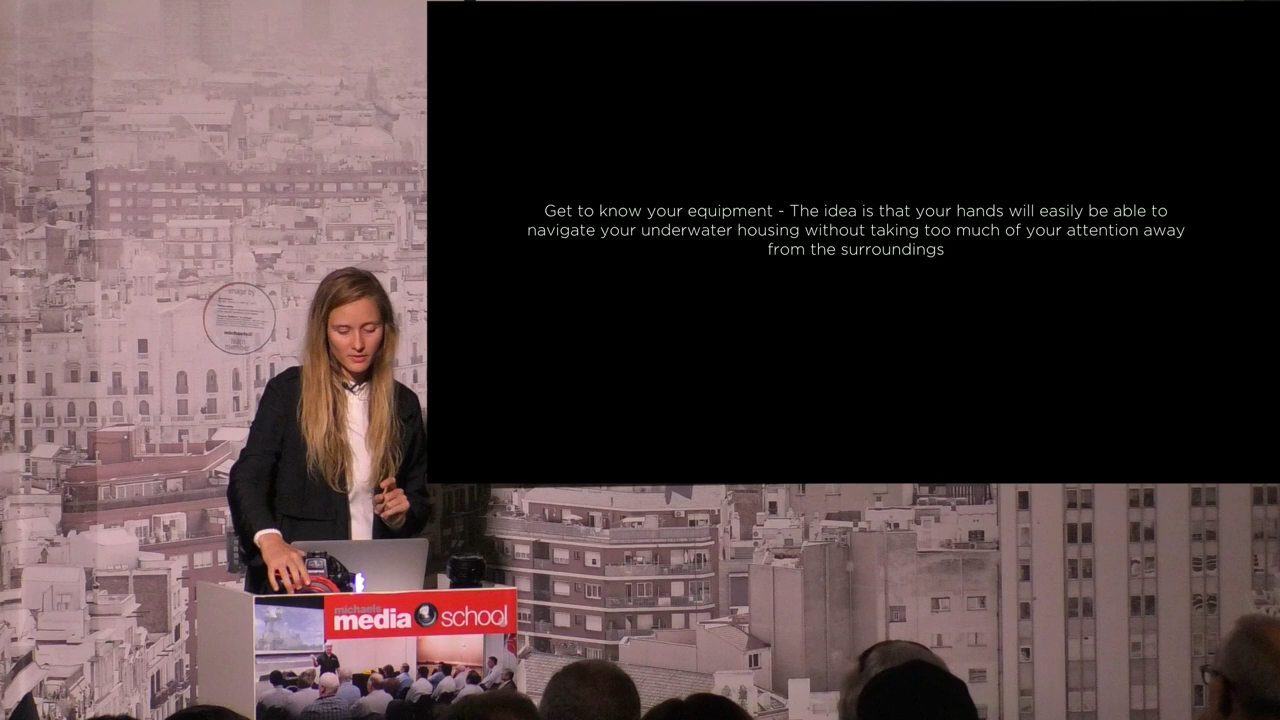 Get to know your equipment - The idea is that your hands will easily be able to
navigate your underwater housing without taking too much of your attention away
from the surroundings
michaels
media school